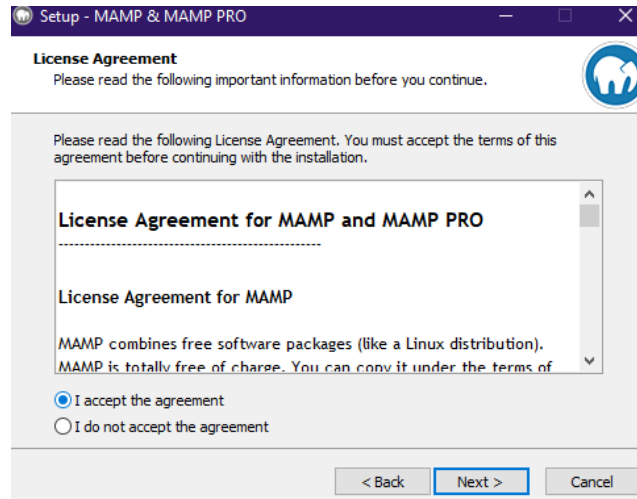 Setup - MAMP & MAMP PRO
License Agreement
Please read the following important information before you continue.
Please read the following License Agreement. You must accept the terms of this
agreement before continuing with the installation.
License Agreement for MAMP and MAMP PRO
--------------------------------------------------
License Agreement for MAMP
MAMP combines free software packages (like a Linux distribution).
MAMP is totally free of charge. You can copy it under the terms of
I accept the agreement
I do not accept the agreement
< Back Next > Cancel